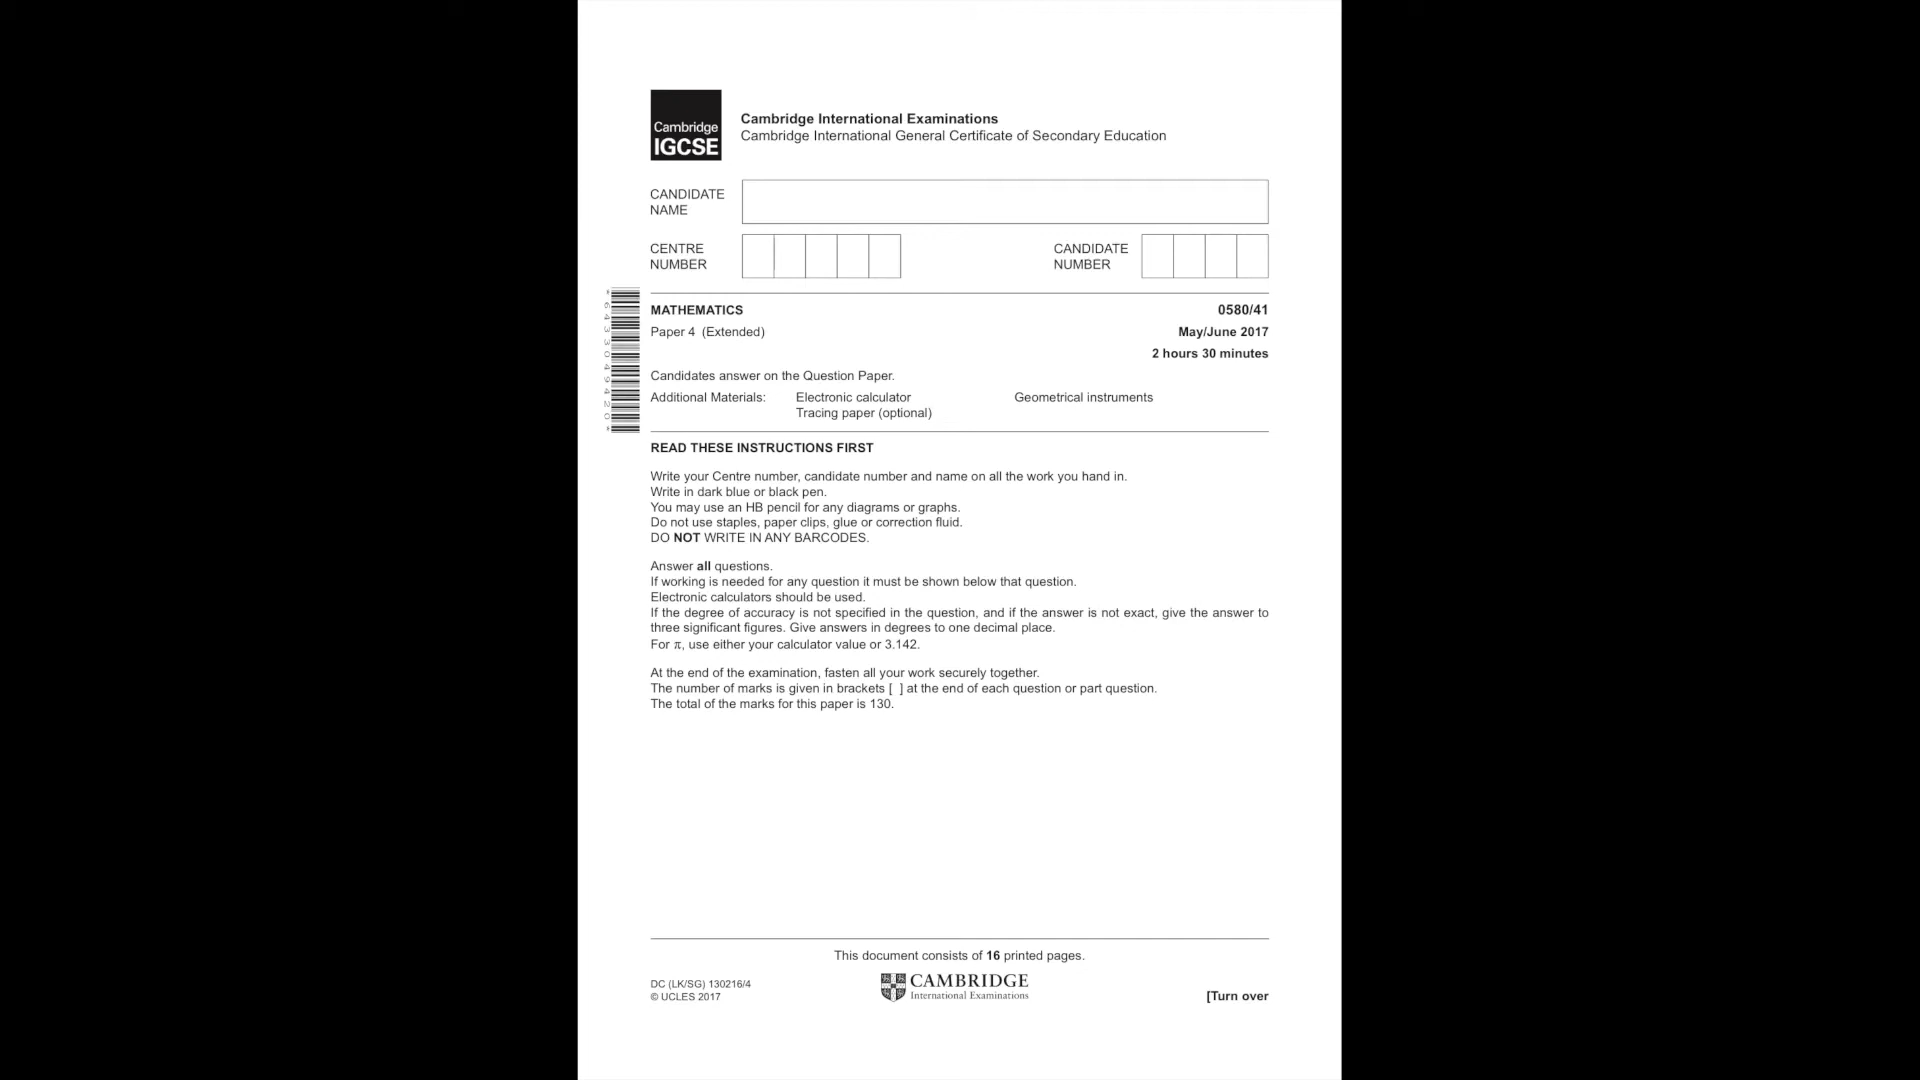 Cambridge
IGCSE
Cambridge International Examinations
Cambridge International General Certificate of Secondary Education
CANDIDATE
NAME
CENTRE
NUMBER
CANDIDATE
NUMBER
*6433049420*
MATHEMATICS 0580/41
Paper 4 (Extended) May/June 2017
2 hours 30 minutes
Candidates answer on the Question Paper.
Additional Materials: Electronic calculator Geometrical instruments
Tracing paper (optional)
READ THESE INSTRUCTIONS FIRST
Write your Centre number, candidate number and name on all the work you hand in.
Write in dark blue or black pen.
You may use an HB pencil for any diagrams or graphs.
Do not use staples, paper clips, glue or correction fluid.
DO NOT WRITE IN ANY BARCODES.
Answer all questions.
If working is needed for any question it must be shown below that question.
Electronic calculators should be used.
If the degree of accuracy is not specified in the question, and if the answer is not exact, give the answer to
three significant figures. Give answers in degrees to one decimal place.
For π, use either your calculator value or 3.142.
At the end of the examination, fasten all your work securely together.
The number of marks is given in brackets [ ] at the end of each question or part question.
The total of the marks for this paper is 130.
This document consists of 16 printed pages.
DC (LK/SG) 130216/4
© UCLES 2017
CAMBRIDGE
International Examinations
[Turn over